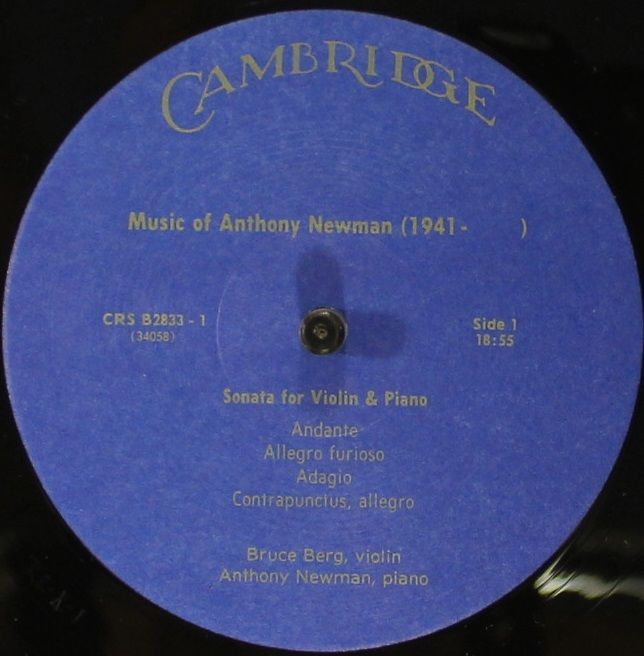 CAMBRIDGE
Music of Anthony Newman (1941-     )
CRS B2833 - 1
(34058)
Side 1
18:55
Sonata for Violin & Piano
Andante
Allegro furioso
Adagio
Contrapunctus, allegro
Bruce Berg, violin
Anthony Newman, piano